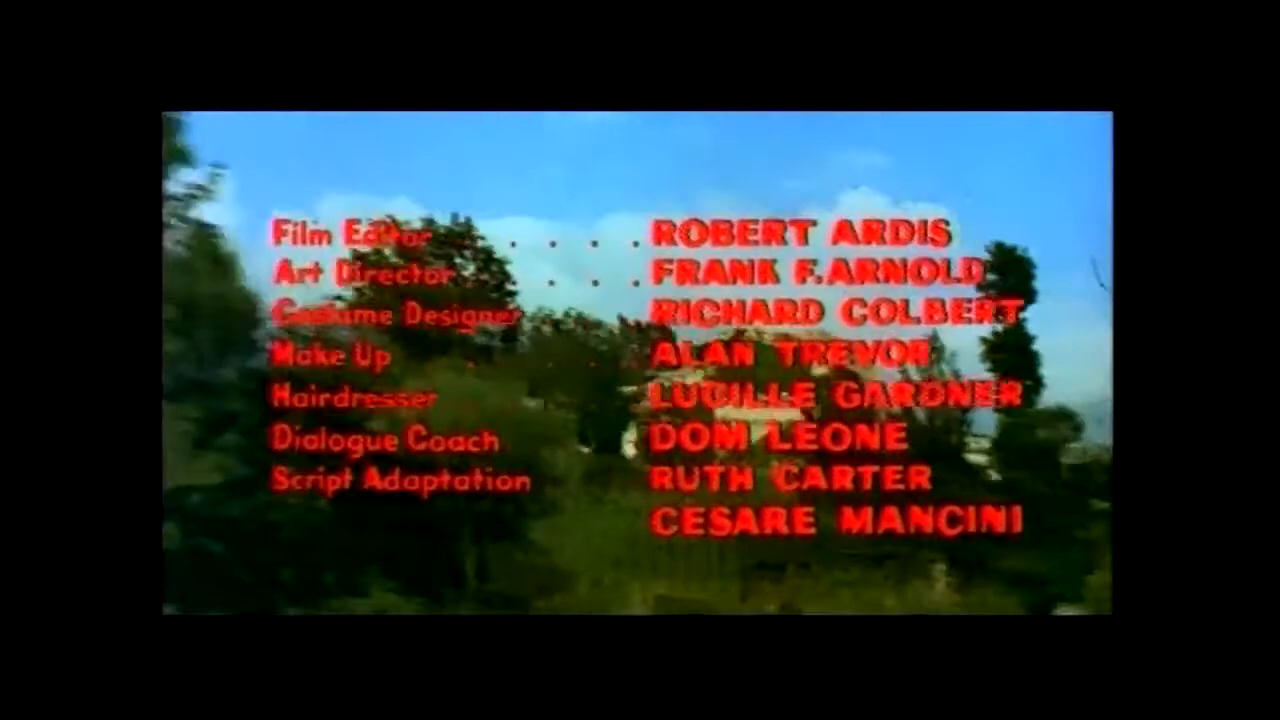 Film Editor . . . . . ROBERT ARDIS
Art Director . . . . FRANK F. ARNOLD
Costume Designer RICHARD COLBERT
Make Up . . . ALAN TREVOR
Hairdresser LUCILLE GARDNER
Dialogue Coach DOM LEONE
Script Adaptation RUTH CARTER
CESARE MANCINI